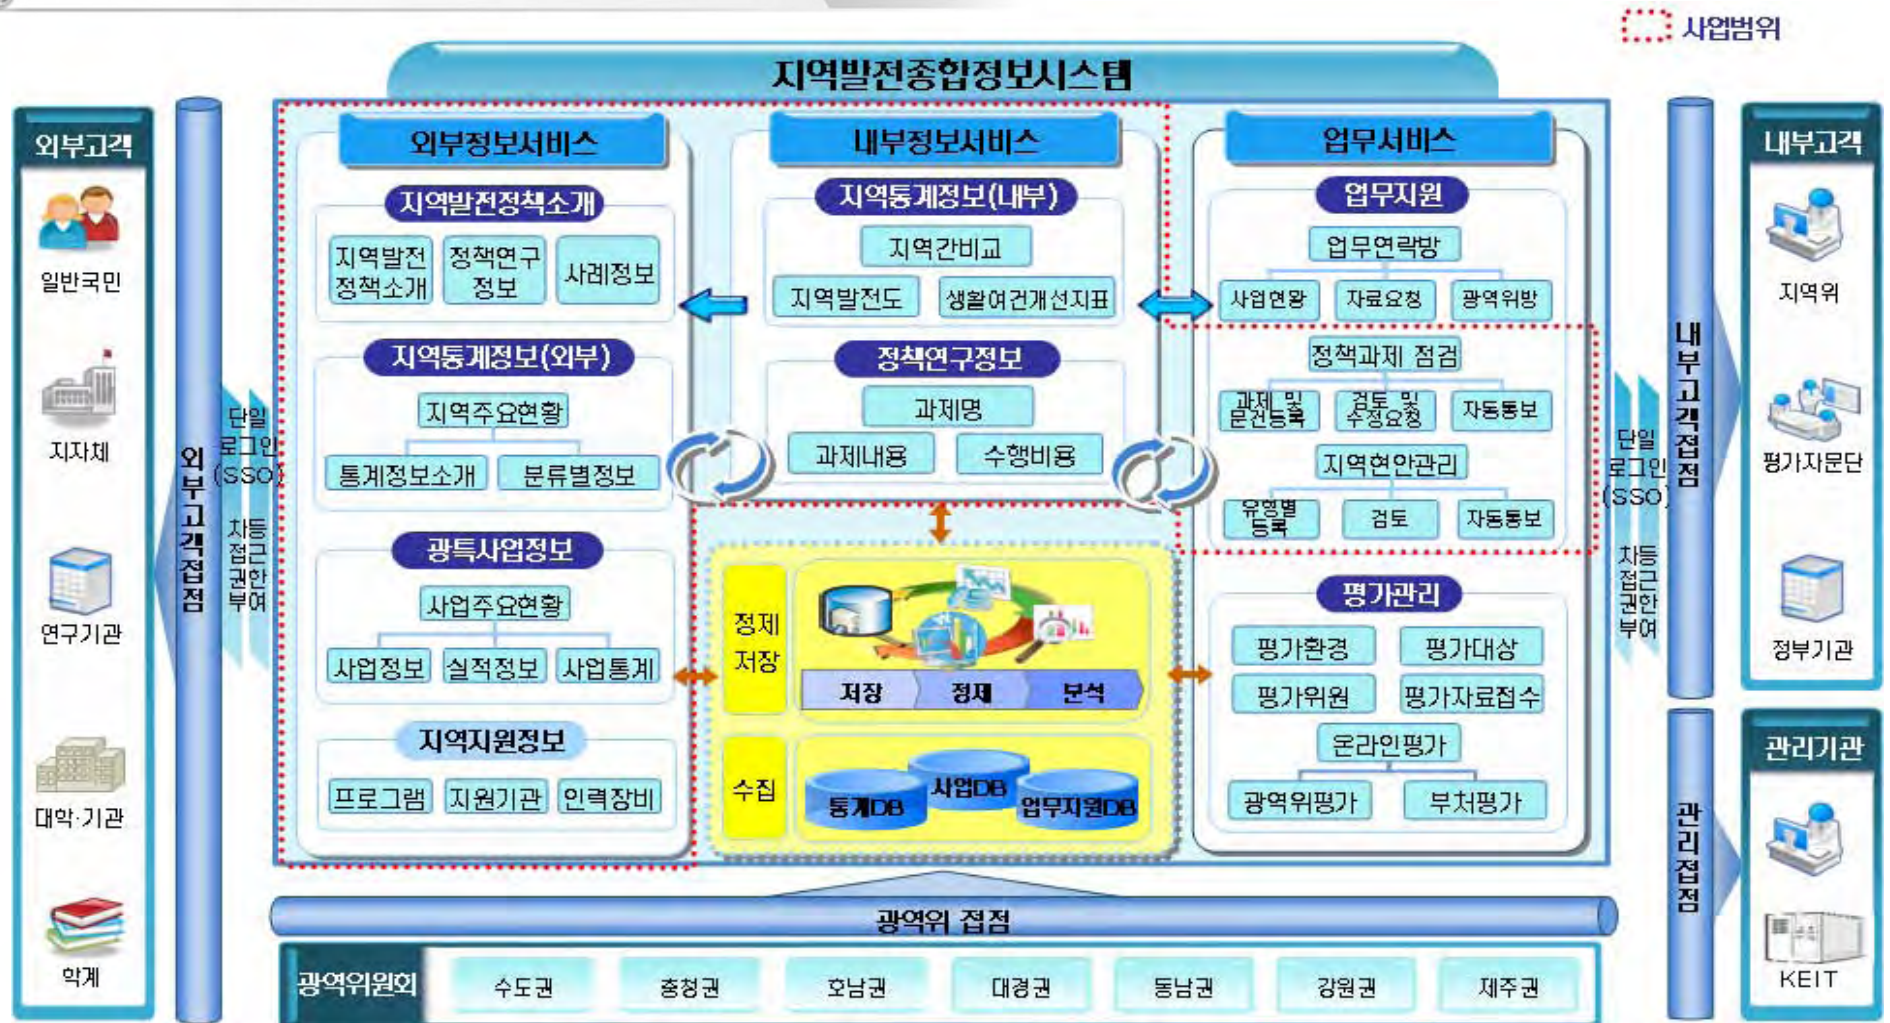 사업범위
지역발전종합정보시스템
외부고객
일반국민
지자체
연구기관
대학·기관
학계
외부고객접점
단일
로그인
(SSO)
차등
접근
권한
부여
외부정보서비스
지역발전정책소개
지역발전
정책소개
정책연구
정보
사례정보
지역통계정보(외부)
지역주요현황
통계정보소개
분류별정보
광특사업정보
사업주요현황
사업정보
실적정보
사업통계
지역지원정보
프로그램
지원기관
인력장비
내부정보서비스
지역통계정보(내부)
지역간비교
지역발전도
생활여건개선지표
정책연구정보
과제명
과제내용
수행비용
정제
저장
저장
정제
분석
수집
통계DB
사업DB
업무지원DB
업무서비스
업무지원
업무연락방
사업현황
자료요청
광역위방
정책과제 점검
과제 및
문건등록
검토 및
수정요청
자동통보
지역현안관리
유형별
등록
검토
자동통보
평가관리
평가환경
평가대상
평가위원
평가자료접수
온라인평가
광역위평가
부처평가
단일
로그인
(SSO)
차등
접근
권한
부여
내부고객접점
관리접점
내부고객
지역위
평가자문단
정부기관
관리기관
KEIT
광역위 접점
광역위원회
수도권
충청권
호남권
대경권
동남권
강원권
제주권